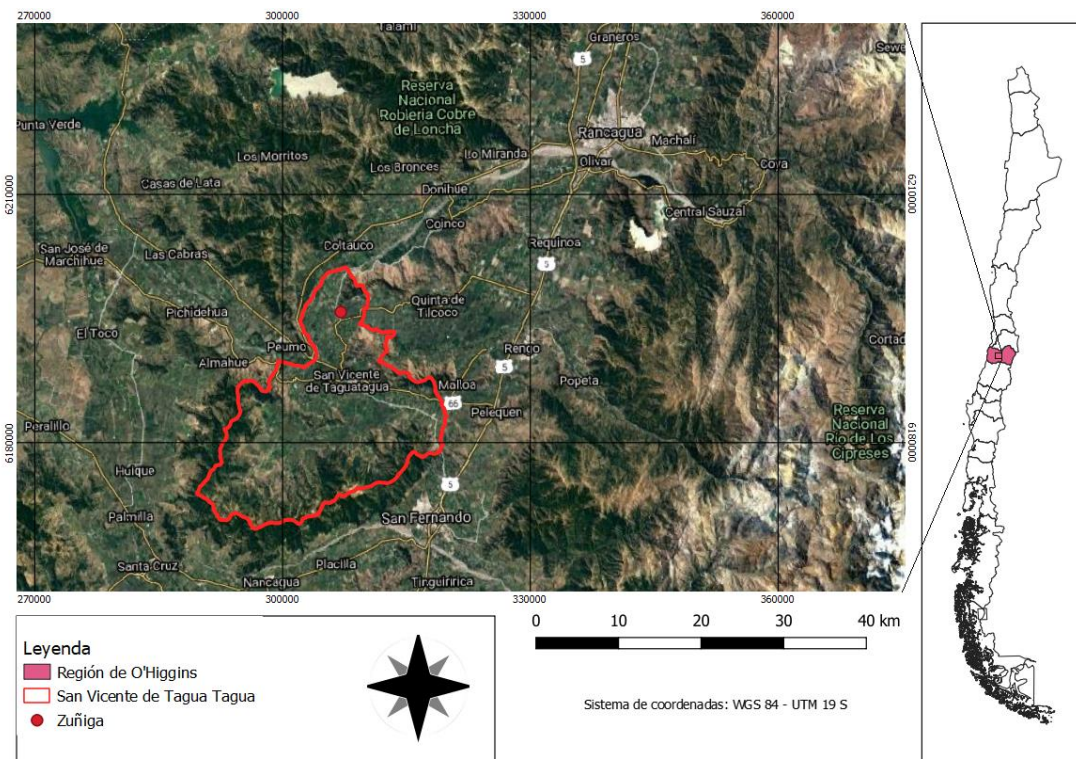 270000
300000
330000
360000
Talami
Graneros
5
Sewe
Reserva
Nacional
Roblería Cobre
de Loncha
Punta Verde
Rancagua
Machalí
Los Morritos
Los Bronces
Lo Miranda
Olivar
Coya
Casas de Lata
Doñihue
6210000
6210000
Central Sauzal
Coinco
San José de
Marchihue
Coltauco
Requinoa
Las Cabras
5
Quinta de
Tilcoco
Pichidehua
El Toco
Peumo
Rengo
Cortad
Almahue
5
San Vicente
de Taguatagua
Malloa
Popeta
66
Pelequen
Reserva
Nacional
Rio de Los
Cipreses
Peralillo
6180000
6180000
Hulque
5
Palmilla
San Fernando
Santa Cruz
Placilla
Nancagua
Tinguiririca
270000
300000
330000
360000
Leyenda
Región de O'Higgins
San Vicente de Tagua Tagua
Zuñiga
0
10
20
30
40 km
Sistema de coordenadas: WGS 84 - UTM 19 S